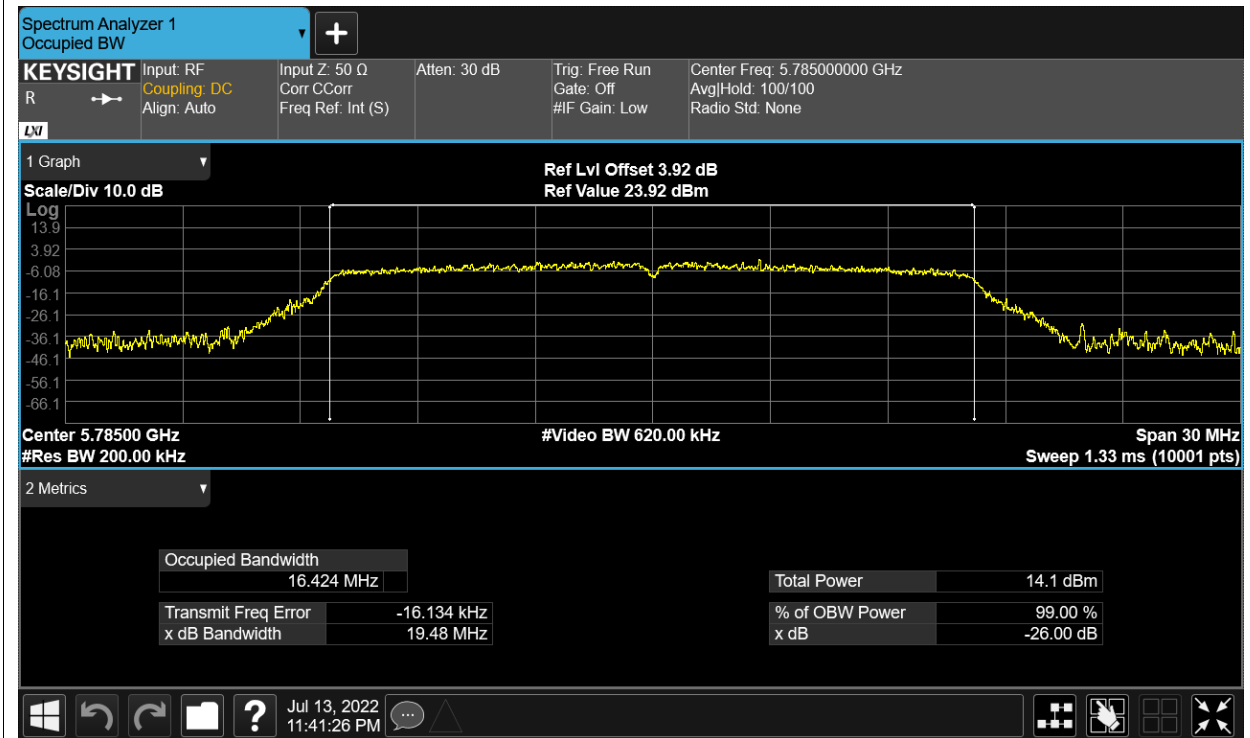 Spectrum Analyzer 1
Occupied BW
KEYSIGHT
R
LXI
Input: RF
Coupling: DC
Align: Auto
Input Z: 50 Ω
Corr CCorr
Freq Ref: Int (S)
Atten: 30 dB
Trig: Free Run
Gate: Off
#IF Gain: Low
Center Freq: 5.785000000 GHz
Avg|Hold: 100/100
Radio Std: None
1 Graph
Scale/Div 10.0 dB
Ref Lvl Offset 3.92 dB
Ref Value 23.92 dBm
Log
13.9
3.92
-6.08
-16.1
-26.1
-36.1
-46.1
-56.1
-66.1
Center 5.78500 GHz
#Video BW 620.00 kHz
Span 30 MHz
#Res BW 200.00 kHz
Sweep 1.33 ms (10001 pts)
2 Metrics
Occupied Bandwidth
16.424 MHz
Total Power 14.1 dBm
Transmit Freq Error -16.134 kHz
% of OBW Power 99.00 %
x dB Bandwidth 19.48 MHz
x dB -26.00 dB
?
Jul 13, 2022
11:41:26 PM